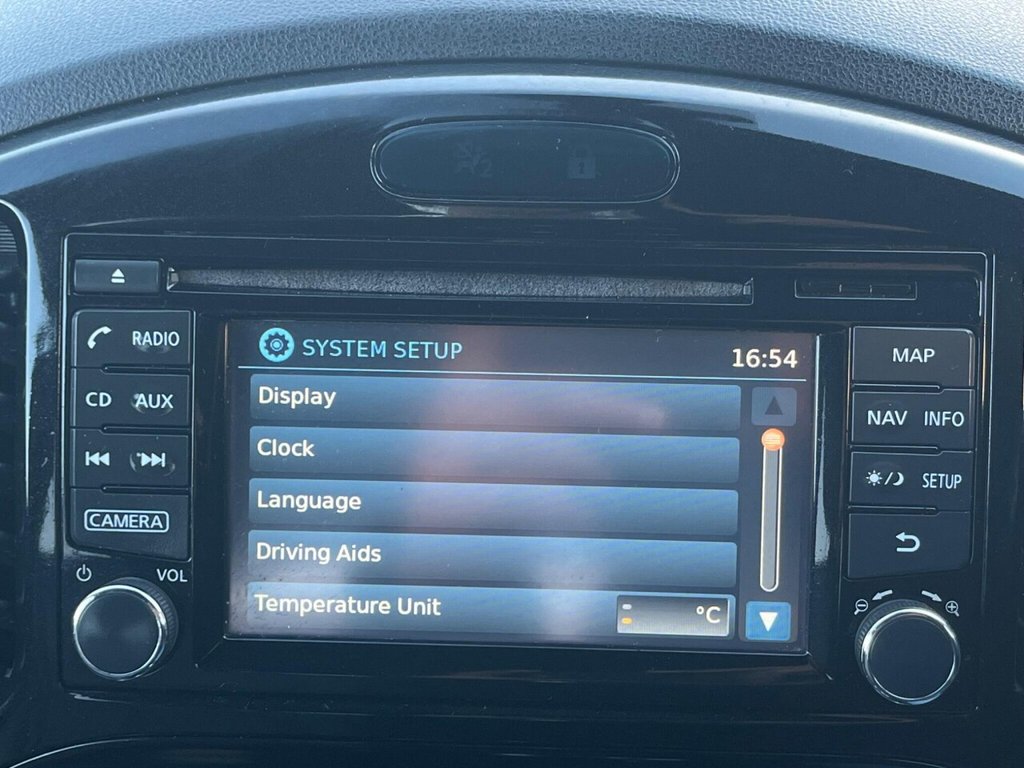 RADIO
CD AUX
CAMERA
VOL
SYSTEM SETUP 16:54
Display
Clock
Language
Driving Aids
Temperature Unit °C
MAP
NAV INFO
SETUP